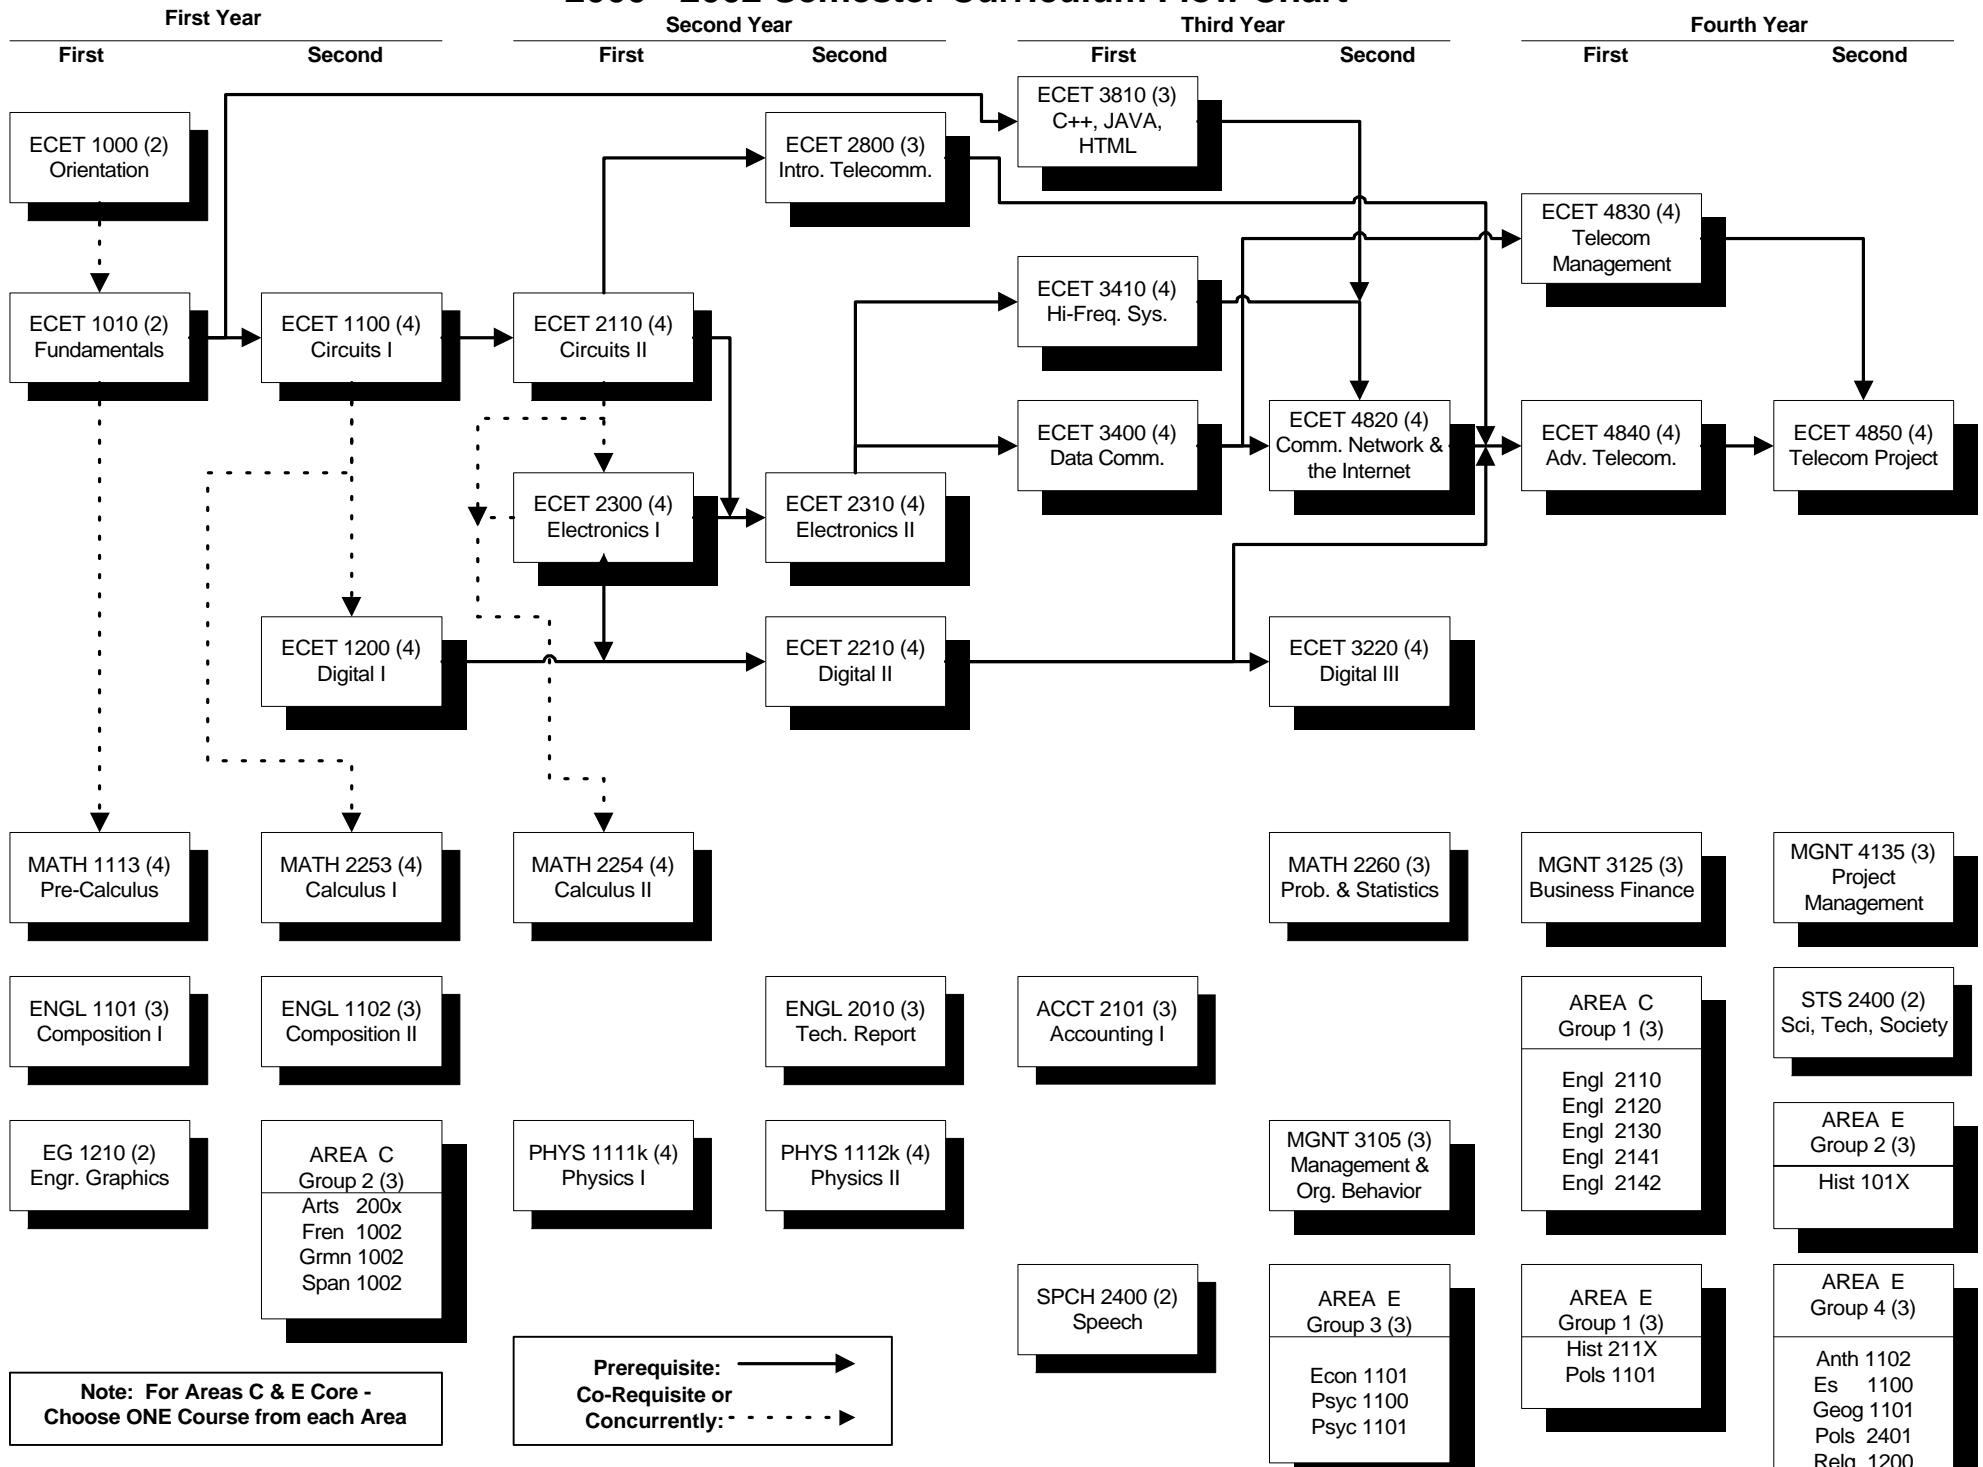 First Year
Second Year
Third Year
Fourth Year
First
Second
First
Second
First
Second
First
Second
ECET 1000 (2)
Orientation
ECET 2800 (3)
Intro. Telecomm.
ECET 3810 (3)
C++, JAVA,
HTML
ECET 4830 (4)
Telecom
Management
ECET 1010 (2)
Fundamentals
ECET 1100 (4)
Circuits I
ECET 2110 (4)
Circuits II
ECET 3410 (4)
Hi-Freq. Sys.
ECET 3400 (4)
Data Comm.
ECET 4820 (4)
Comm. Network &
the Internet
ECET 4840 (4)
Adv. Telecom.
ECET 4850 (4)
Telecom Project
ECET 2300 (4)
Electronics I
ECET 2310 (4)
Electronics II
ECET 1200 (4)
Digital I
ECET 2210 (4)
Digital II
ECET 3220 (4)
Digital III
MATH 1113 (4)
Pre-Calculus
MATH 2253 (4)
Calculus I
MATH 2254 (4)
Calculus II
MATH 2260 (3)
Prob. & Statistics
MGNT 3125 (3)
Business Finance
MGNT 4135 (3)
Project
Management
ENGL 1101 (3)
Composition I
ENGL 1102 (3)
Composition II
ENGL 2010 (3)
Tech. Report
ACCT 2101 (3)
Accounting I
AREA C
Group 1 (3)
Engl 2110
Engl 2120
Engl 2130
Engl 2141
Engl 2142
STS 2400 (2)
Sci, Tech, Society
EG 1210 (2)
Engr. Graphics
AREA C
Group 2 (3)
Arts 200x
Fren 1002
Grmn 1002
Span 1002
PHYS 1111k (4)
Physics I
PHYS 1112k (4)
Physics II
MGNT 3105 (3)
Management &
Org. Behavior
AREA E
Group 2 (3)
Hist 101X
SPCH 2400 (2)
Speech
AREA E
Group 3 (3)
Econ 1101
Psyc 1100
Psyc 1101
AREA E
Group 1 (3)
Hist 211X
Pols 1101
AREA E
Group 4 (3)
Anth 1102
Es 1100
Geog 1101
Pols 2401
Relg 1200
Note: For Areas C & E Core -
Choose ONE Course from each Area
Prerequisite:
Co-Requisite or
Concurrently: